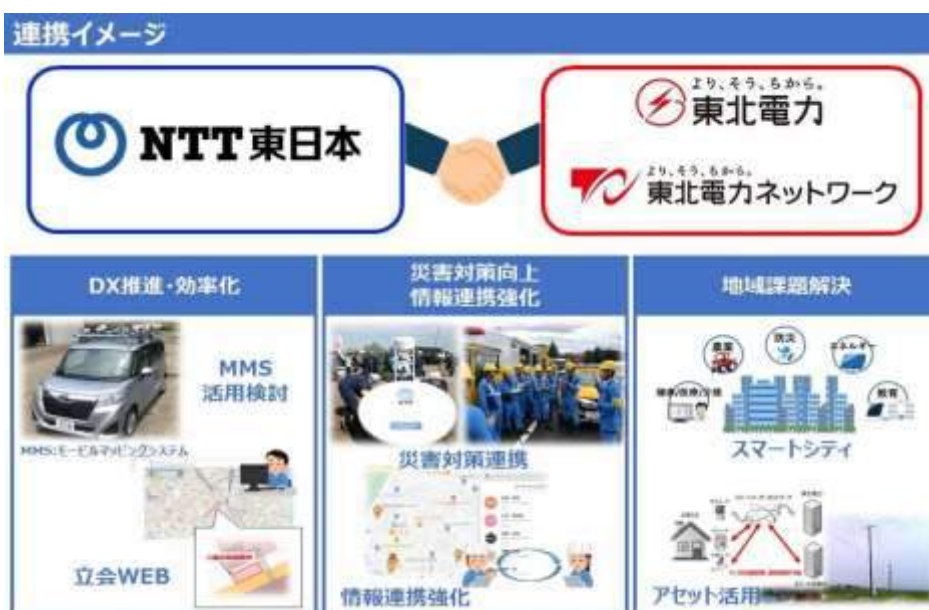 連携イメージ
NTT東日本
より、そう、ちから。
東北電力
より、そう、ちから。
東北電力ネットワーク
DX推進・効率化
MMS
活用検討
MMS:モービルマッピングシステム
立会WEB
災害対策向上
情報連携強化
災害対策連携
情報連携強化
地域課題解決
農業
防災
エネルギー
教育
スマートシティ
アセット活用